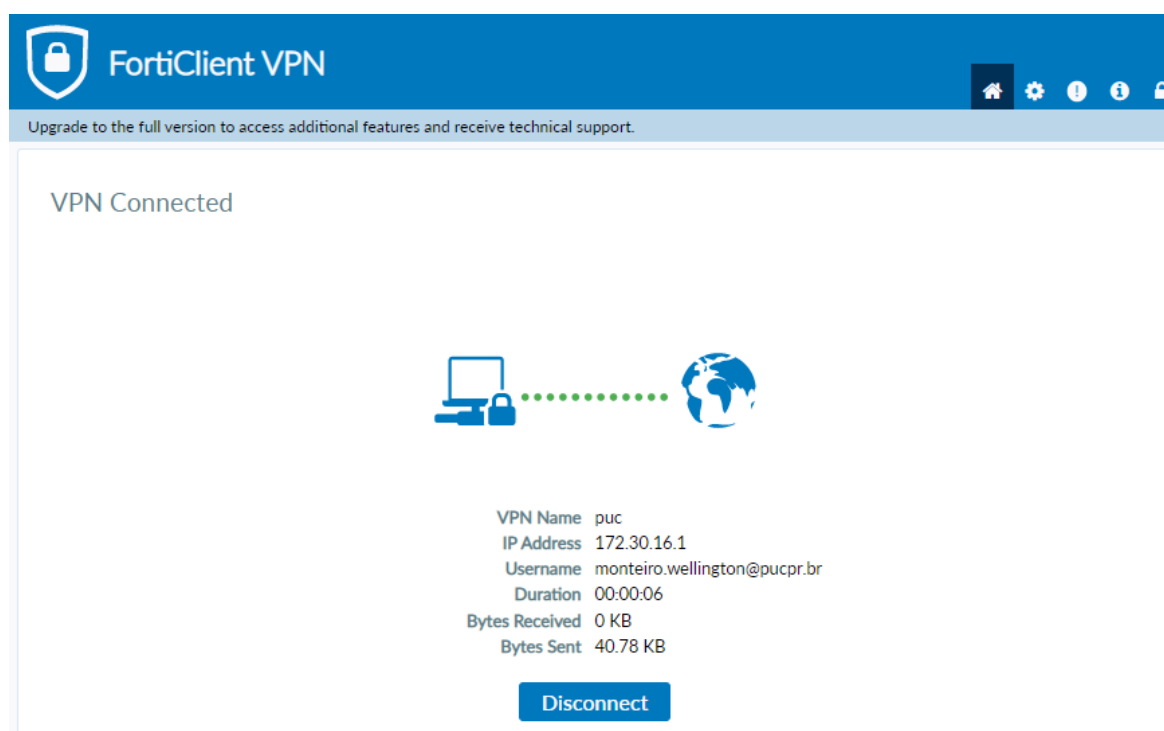 FortiClient VPN
Upgrade to the full version to access additional features and receive technical support.
VPN Connected
VPN Name puc
IP Address 172.30.16.1
Username monteiro.wellington@pucpr.br
Duration 00:00:06
Bytes Received 0 KB
Bytes Sent 40.78 KB
Disconnect